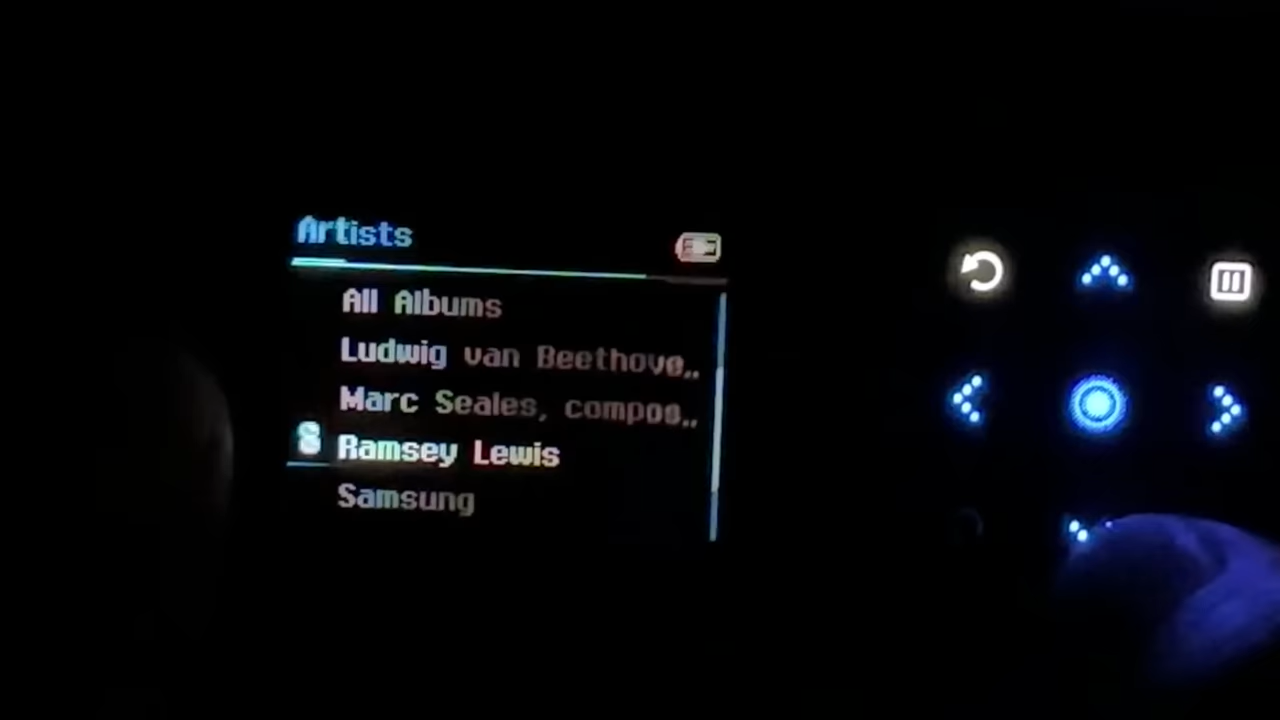 Artists
All Albums
Ludwig van Beethove..
Marc Seales, compos..
Ramsey Lewis
Samsung